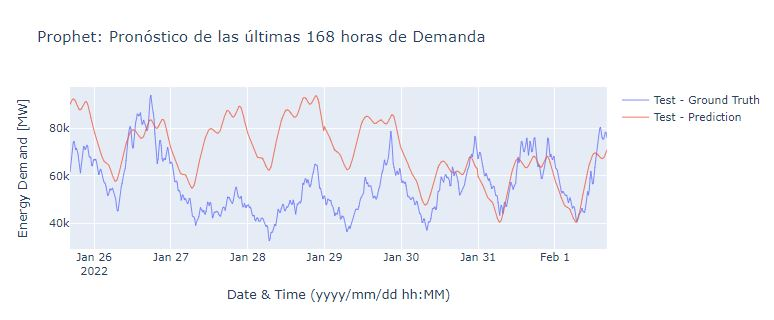 Prophet: Pronóstico de las últimas 168 horas de Demanda
Test - Ground Truth
Test - Prediction
Energy Demand [MW]
80k
60k
40k
Jan 26
2022
Jan 27
Jan 28
Jan 29
Jan 30
Jan 31
Feb 1
Date & Time (yyyy/mm/dd hh:MM)